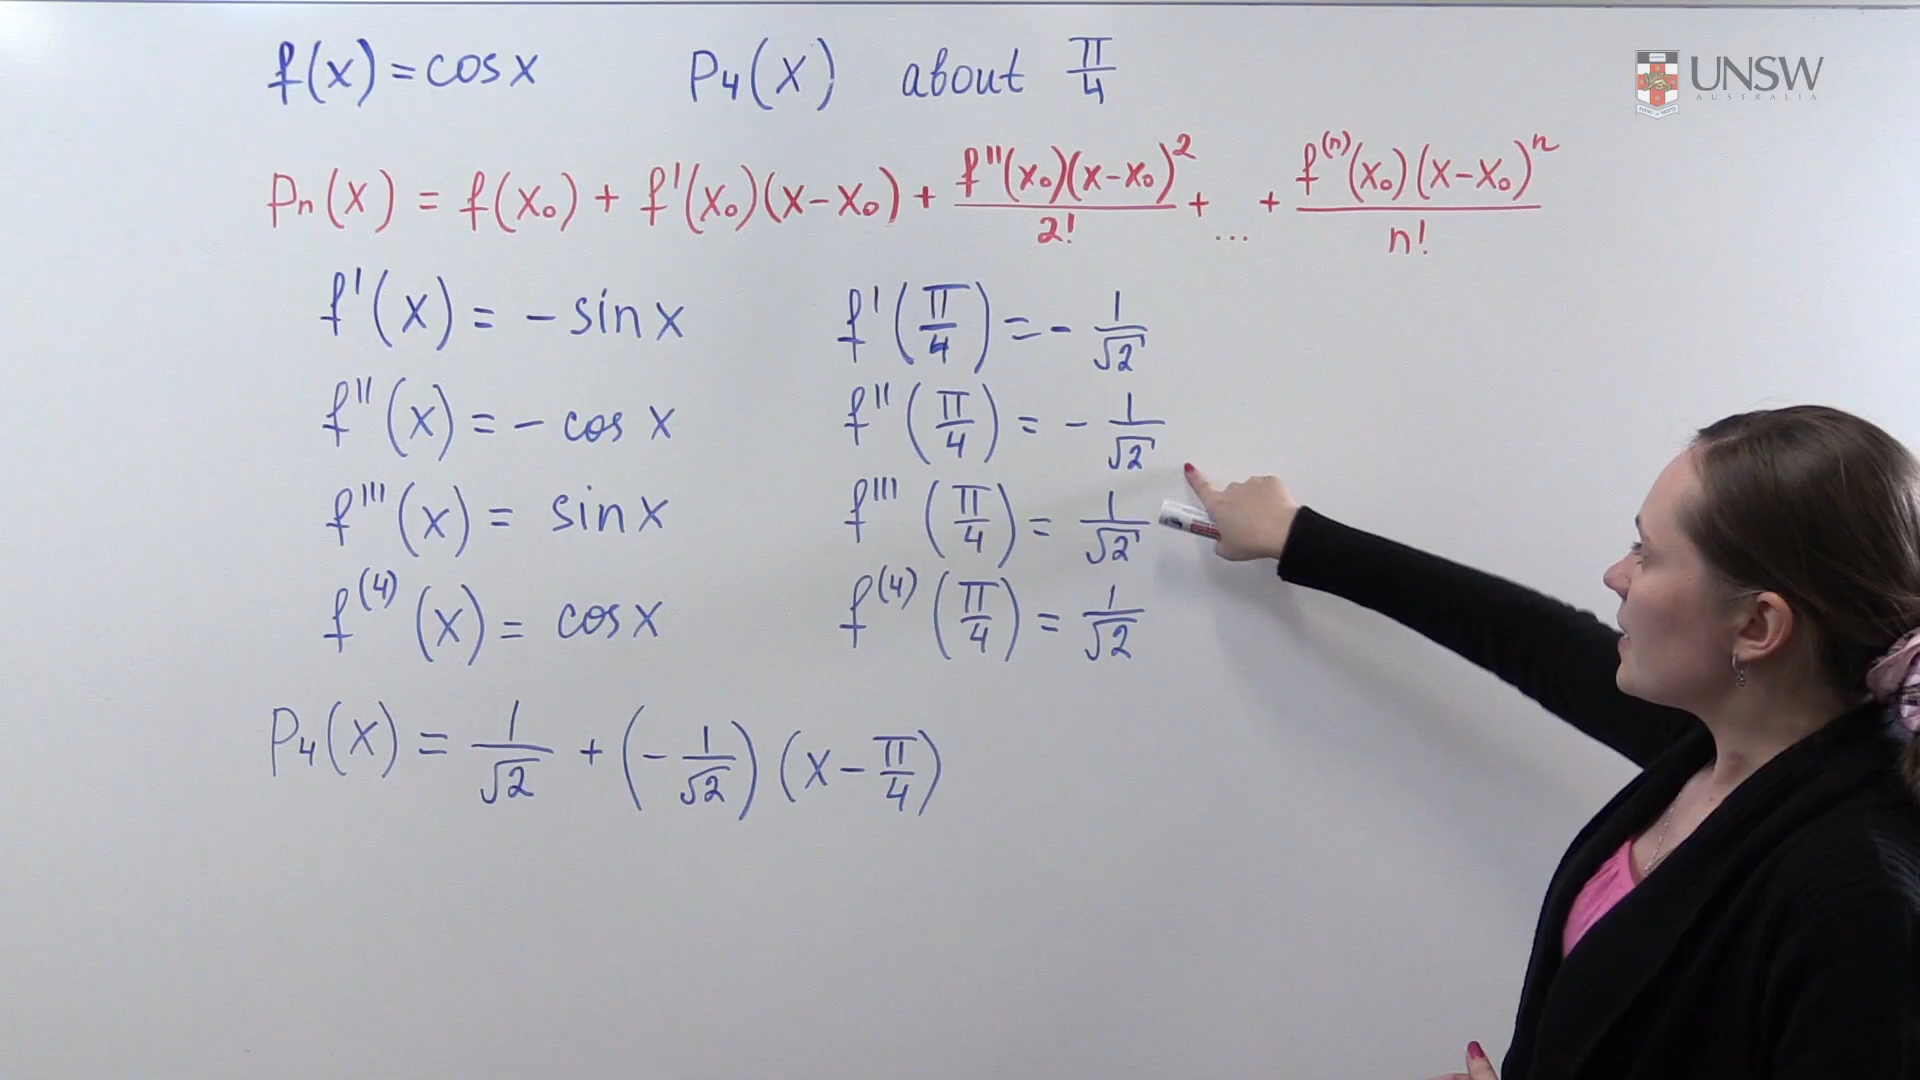 f(x) = cos x    P₄(x) about π/4
UNSW
AUSTRALIA
Pn(x) = f(x₀) + f'(x₀)(x-x₀) + f''(x₀)(x-x₀)²/2! + ... + f⁽ⁿ⁾(x₀)(x-x₀)ⁿ/n!
f'(x) = - sin x    f'(π/4) = - 1/√2
f''(x) = - cos x    f''(π/4) = - 1/√2
f'''(x) = sin x    f'''(π/4) = 1/√2
f⁽⁴⁾(x) = cos x    f⁽⁴⁾(π/4) = 1/√2
P₄(x) = 1/√2 + (- 1/√2)(x - π/4)